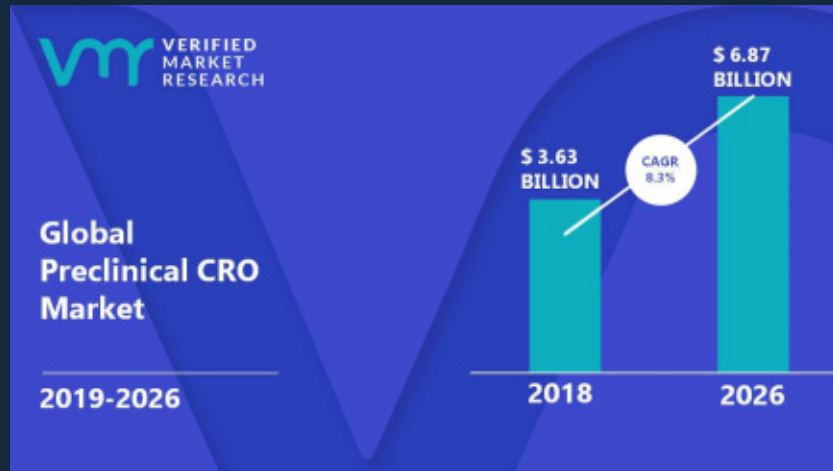 vmr VERIFIED
MARKET
RESEARCH
Global
Preclinical CRO
Market
2019-2026
$ 3.63
BILLION
CAGR
8.3%
$ 6.87
BILLION
2018
2026